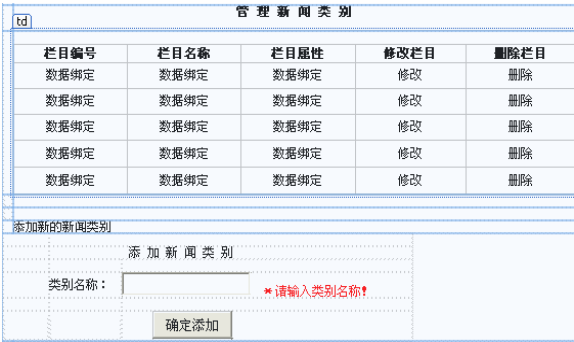 管 理 新 闻 类 别
td
栏目编号 栏目名称 栏目属性 修改栏目 删除栏目
数据绑定 数据绑定 数据绑定 修改 删除
数据绑定 数据绑定 数据绑定 修改 删除
数据绑定 数据绑定 数据绑定 修改 删除
数据绑定 数据绑定 数据绑定 修改 删除
数据绑定 数据绑定 数据绑定 修改 删除
添加新的新闻类别
添 加 新 闻 类 别
类别名称： *请输入类别名称!
确定添加